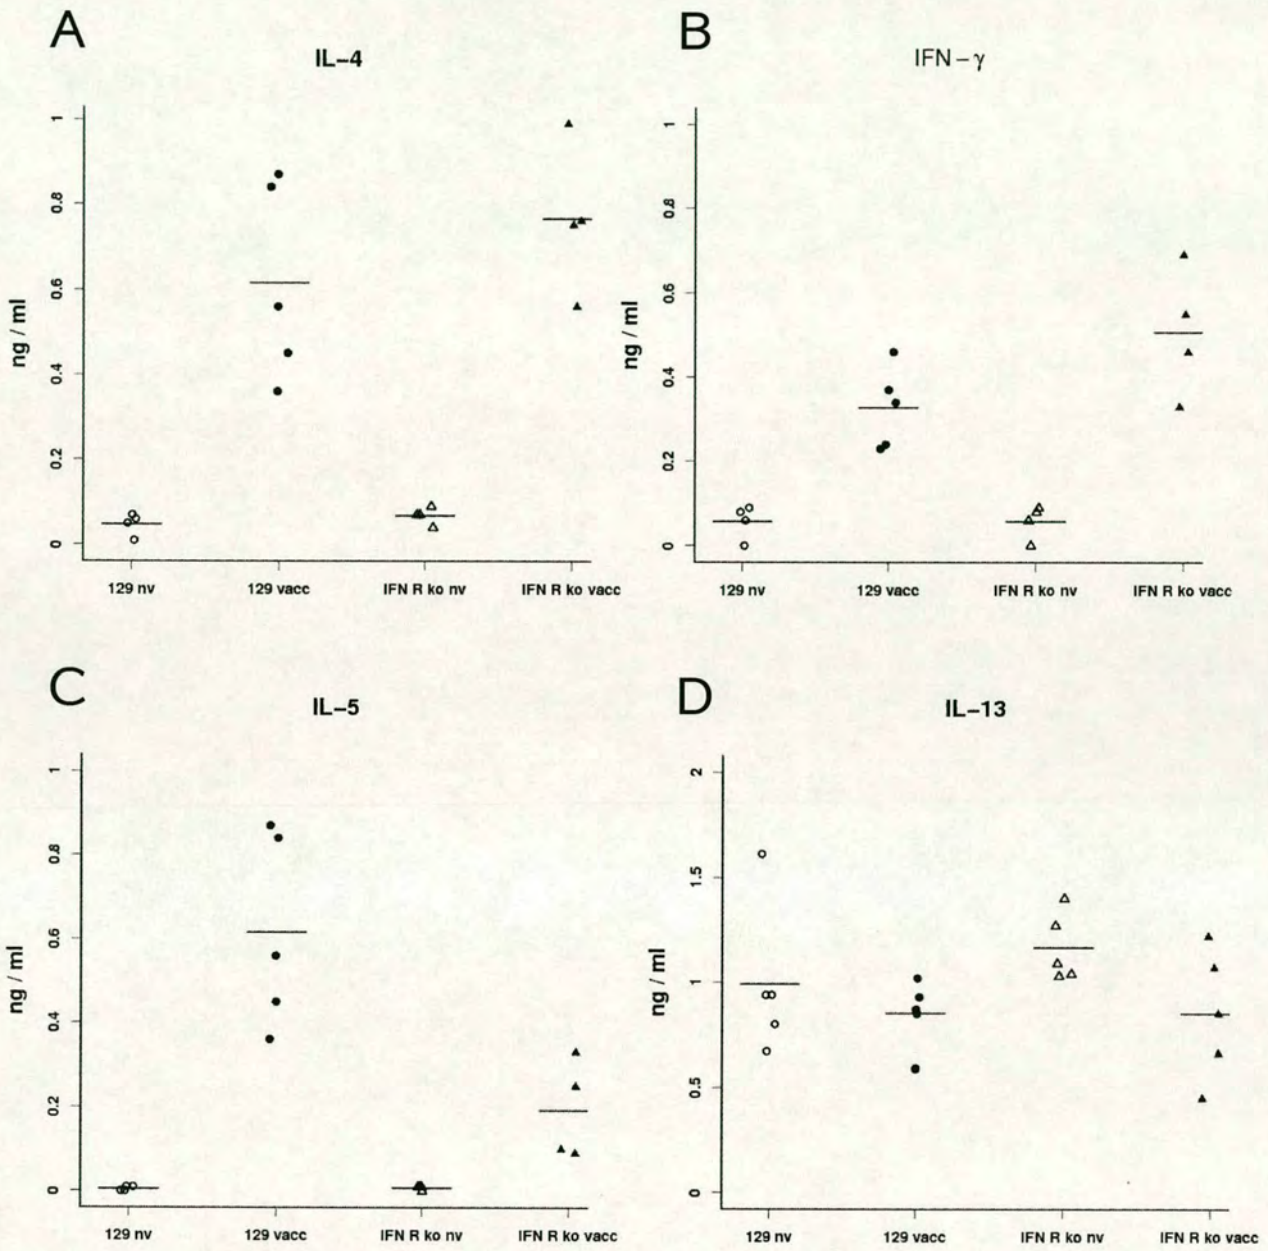 A
IL-4
ng / ml
1
0.8
0.6
0.4
0.2
0
129 nv
129 vacc
IFN R ko nv
IFN R ko vacc
B
IFN-γ
ng / ml
1
0.8
0.6
0.4
0.2
0
129 nv
129 vacc
IFN R ko nv
IFN R ko vacc
C
IL-5
ng / ml
1
0.8
0.6
0.4
0.2
0
129 nv
129 vacc
IFN R ko nv
IFN R ko vacc
D
IL-13
ng / ml
2
1.5
1
0.5
0
129 nv
129 vacc
IFN R ko nv
IFN R ko vacc